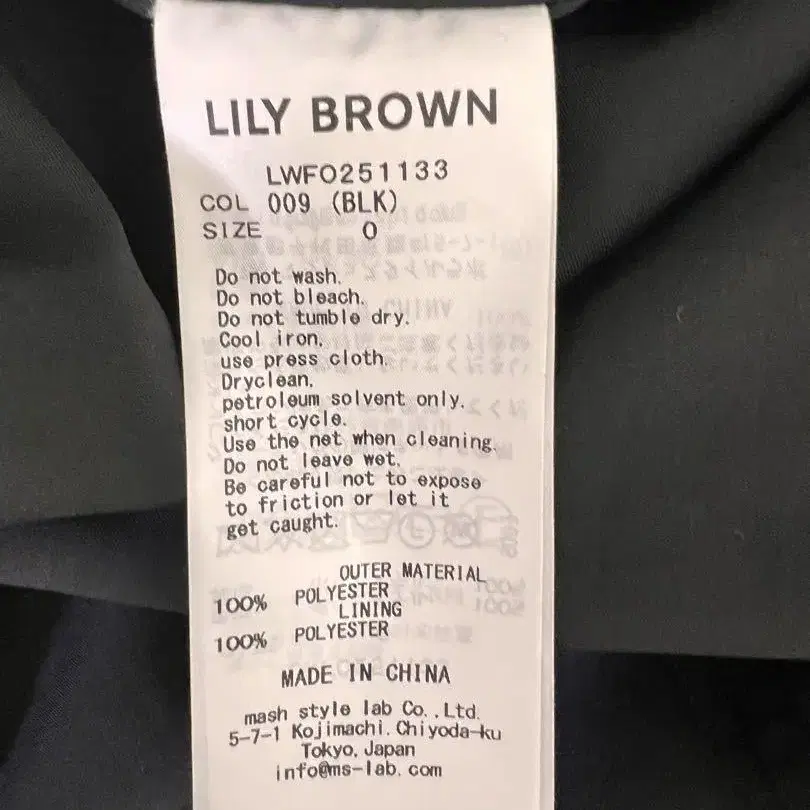 LILY BROWN
LWFO251133
COL 009 (BLK)
SIZE 0
Do not wash.
Do not bleach.
Do not tumble dry.
Cool iron.
use press cloth.
Dryclean.
petroleum solvent only.
short cycle.
Use the net when cleaning.
Do not leave wet.
Be careful not to expose
to friction or let it
get caught.
OUTER MATERIAL
100% POLYESTER
LINING
100% POLYESTER
MADE IN CHINA
mash style lab Co.,Ltd.
5-7-1 Kojimachi.Chiyoda-ku
Tokyo,Japan
info@ms-lab.com